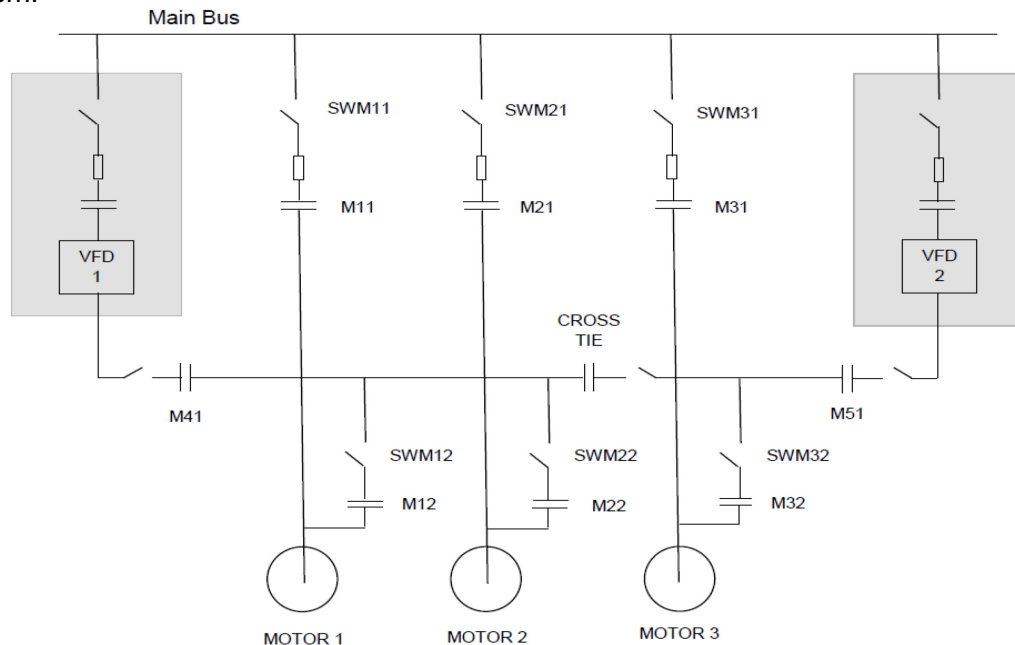 Main Bus
SWM11
SWM21
SWM31
M11
M21
M31
VFD
1
VFD
2
CROSS
TIE
M41
M51
SWM12
SWM22
SWM32
M12
M22
M32
MOTOR 1
MOTOR 2
MOTOR 3